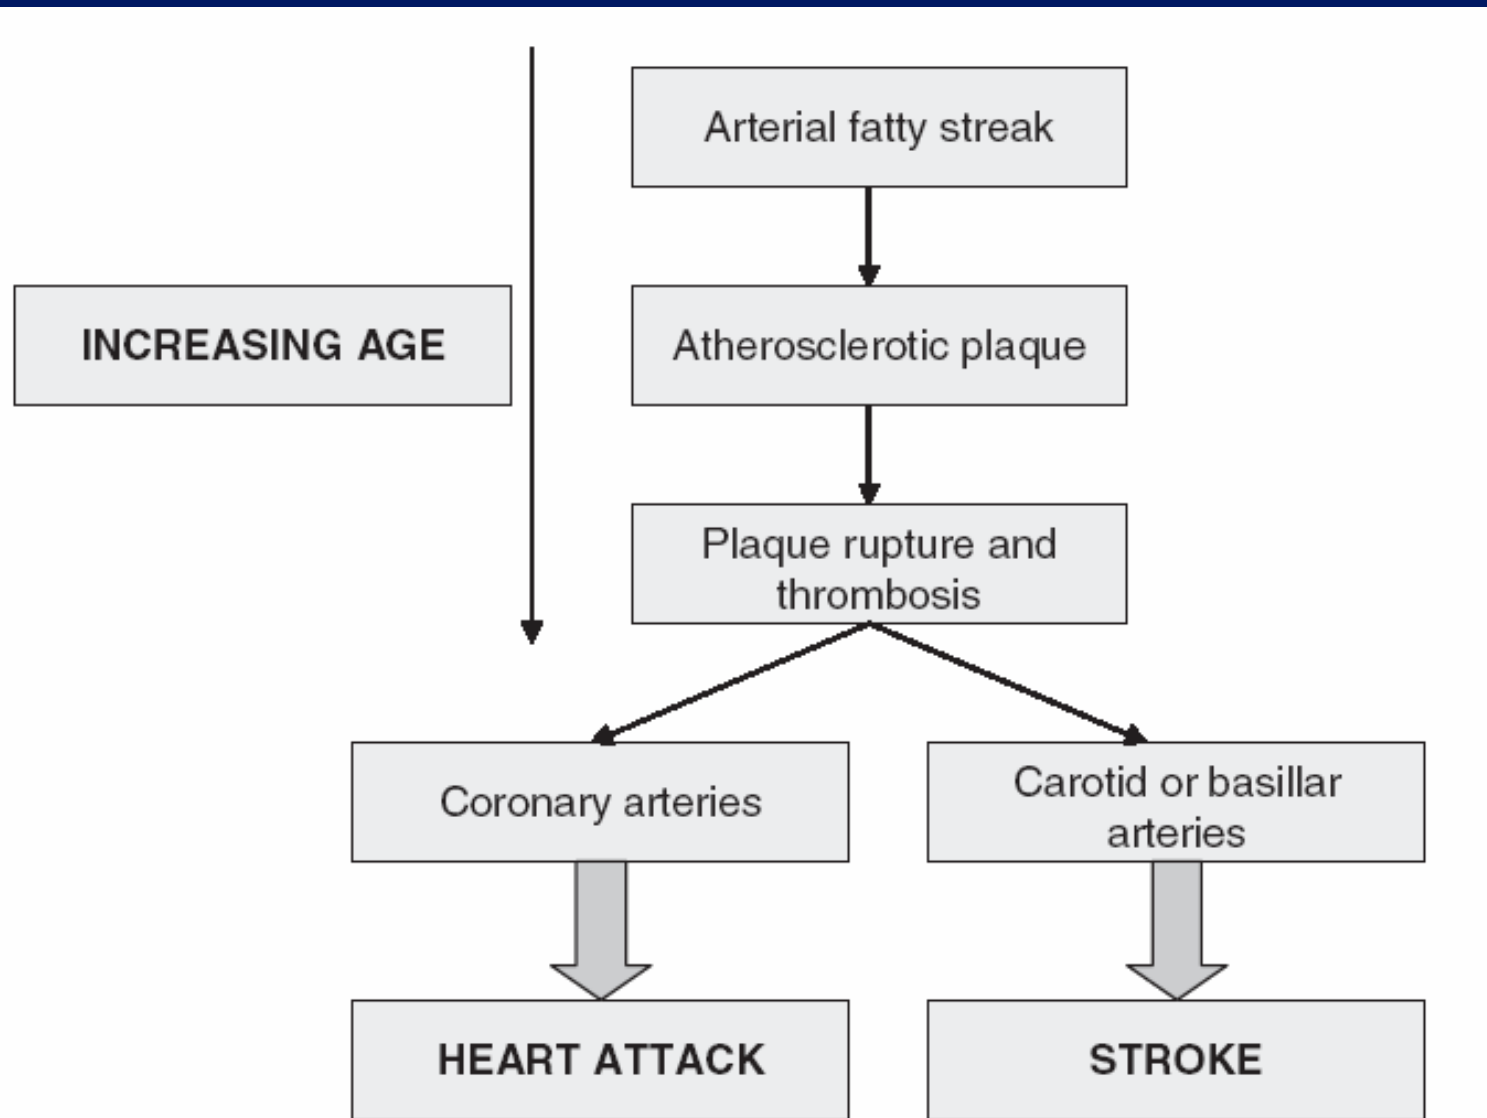 Arterial fatty streak
INCREASING AGE
Atherosclerotic plaque
Plaque rupture and
thrombosis
Coronary arteries
Carotid or basillar
arteries
HEART ATTACK
STROKE